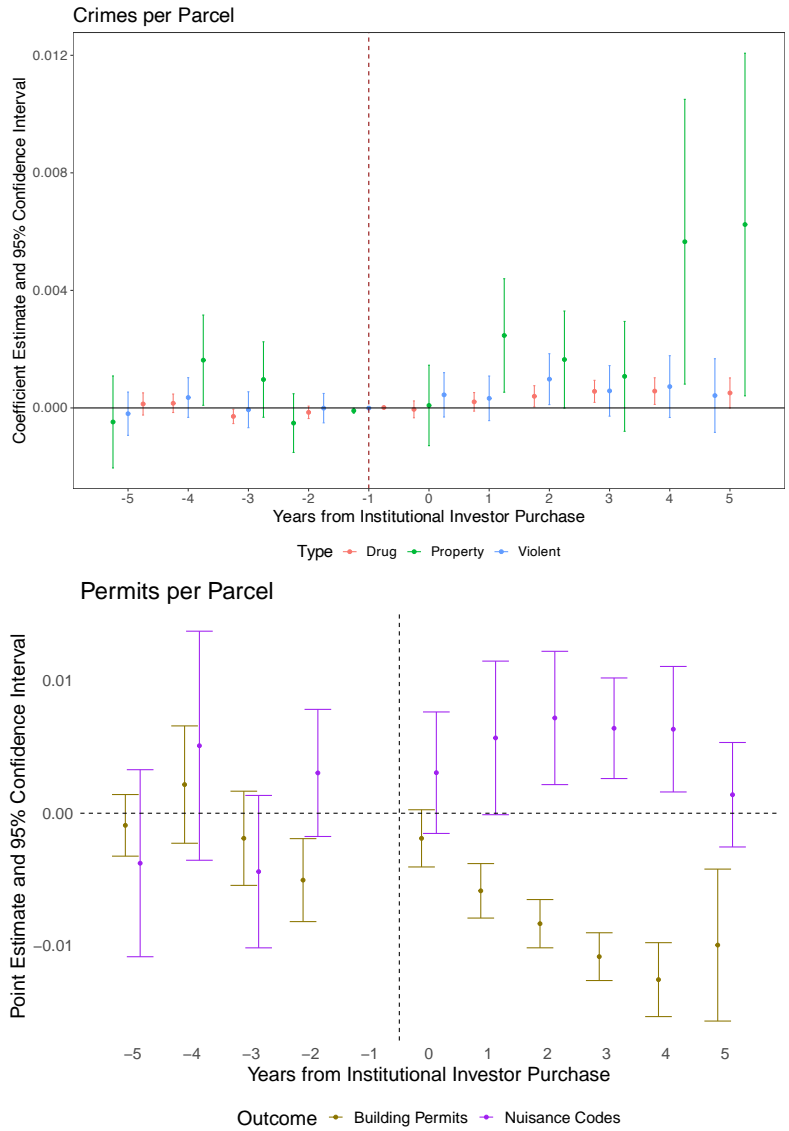 Crimes per Parcel
Coefficient Estimate and 95% Confidence Interval
0.012
0.008
0.004
0.000
-5 -4 -3 -2 -1 0 1 2 3 4 5
Years from Institutional Investor Purchase
Type Drug Property Violent
Permits per Parcel
Point Estimate and 95% Confidence Interval
0.01
0.00
−0.01
−5 −4 −3 −2 −1 0 1 2 3 4 5
Years from Institutional Investor Purchase
Outcome Building Permits Nuisance Codes